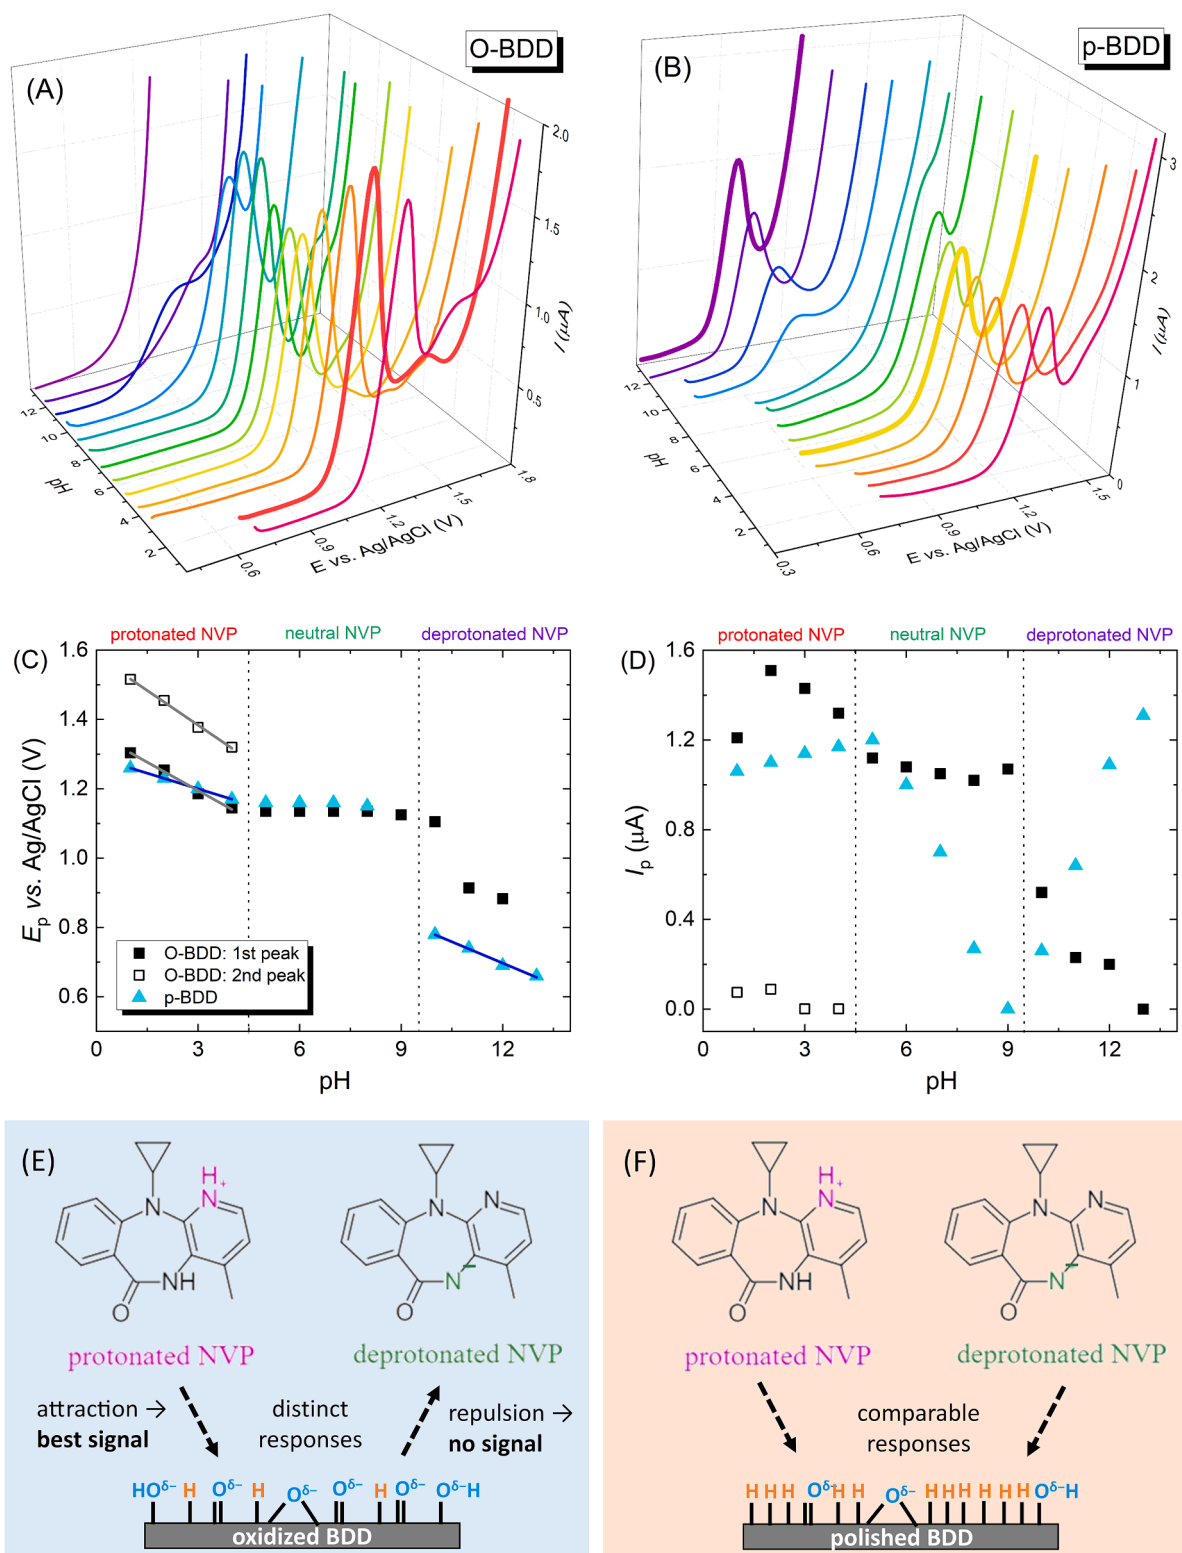 (A)
O-BDD
2.0
1.5
1.0
0.5
I (μA)
12
10
8
6
4
2
pH
0.6
0.9
1.2
1.5
1.8
E vs. Ag/AgCl (V)
(B)
p-BDD
3
2
1
0
I (μA)
12
10
8
6
4
2
pH
0.3
0.6
0.9
1.2
1.5
E vs. Ag/AgCl (V)
(C)
protonated NVP
neutral NVP
deprotonated NVP
1.6
1.4
1.2
1.0
0.8
0.6
Ep vs. Ag/AgCl (V)
O-BDD: 1st peak
O-BDD: 2nd peak
p-BDD
0 3 6 9 12
pH
(D)
protonated NVP
neutral NVP
deprotonated NVP
1.6
1.2
0.8
0.4
0.0
Ip (μA)
0 3 6 9 12
pH
(E)
H
N+
N
NH
O
N
N
N−
O
protonated NVP
deprotonated NVP
attraction →
best signal
distinct
responses
repulsion →
no signal
HOδ− H Oδ− H Oδ− Oδ− H Oδ− Oδ−H
oxidized BDD
(F)
H
N+
N
NH
O
N
N
N−
O
protonated NVP
deprotonated NVP
comparable
responses
H H H Oδ− H H Oδ− H H H H H H Oδ−H
polished BDD